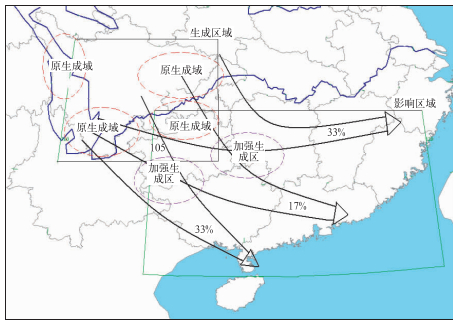 生成区域
原生成域
原生成域
影响区域
原生成域
原生成域
33%
105
加强生
成区
加强生
成区
17%
33%